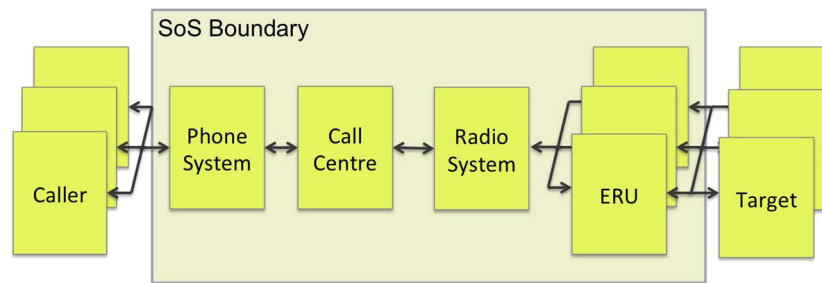 SoS Boundary
Phone
System
Call
Centre
Radio
System
Caller
ERU
Target